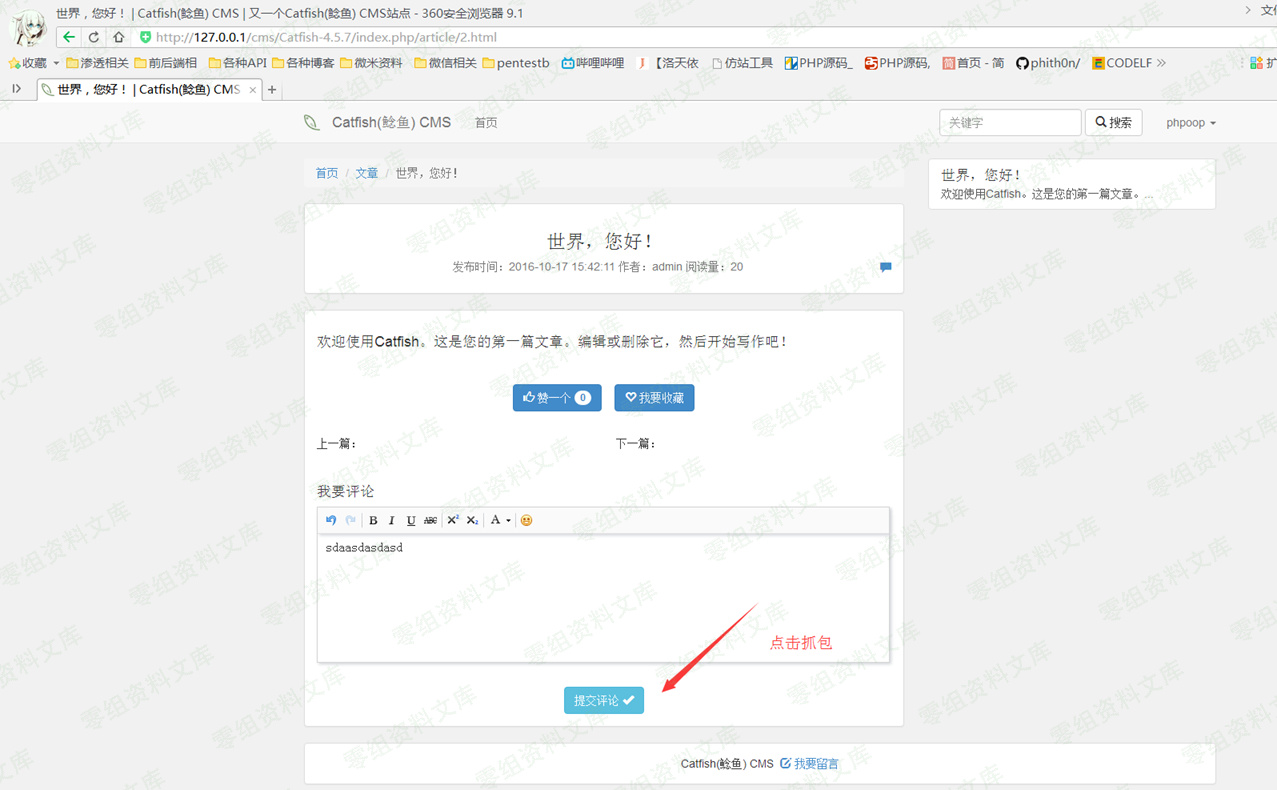 世界，您好！ | Catfish(鲶鱼) CMS | 又一个Catfish(鲶鱼) CMS站点 - 360安全浏览器 9.1
http://127.0.0.1/cms/Catfish-4.5.7/index.php/article/2.html
收藏 渗透相关 前后端相 各种API 各种博客 微米资料 微信相关 pentestb 哔哩哔哩 【洛天依 仿站工具 PHP源码_ PHP源码, 首页 - 简 phith0n/ CODELF
世界，您好！ | Catfish(鲶鱼) CMS
Catfish(鲶鱼) CMS 首页 关键字 搜索 phpoop
首页 / 文章 / 世界，您好！
世界，您好！
欢迎使用Catfish。这是您的第一篇文章。...
世界，您好！
发布时间：2016-10-17 15:42:11 作者：admin 阅读量：20
欢迎使用Catfish。这是您的第一篇文章。编辑或删除它，然后开始写作吧！
赞一个 0 我要收藏
上一篇： 下一篇：
我要评论
B I U ABC X² X₂ A
sdaasdasdasd
点击抓包
提交评论
Catfish(鲶鱼) CMS 我要留言
零组资料文库